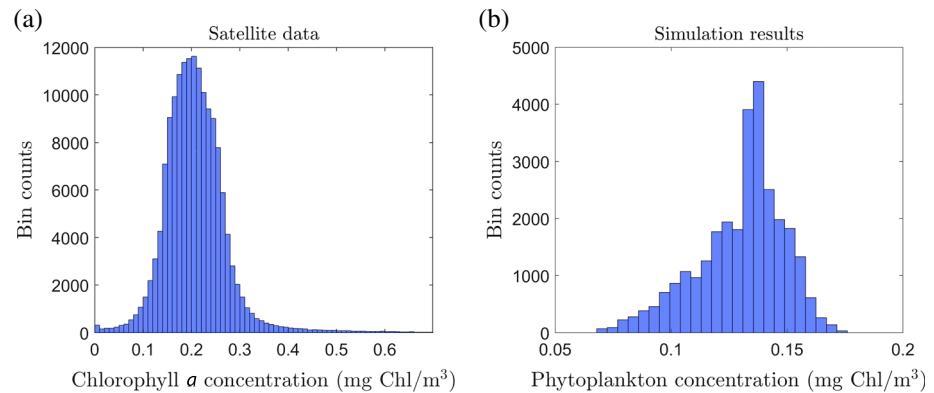 (a)
Satellite data
12000
10000
8000
6000
4000
2000
0
Bin counts
0 0.1 0.2 0.3 0.4 0.5 0.6
Chlorophyll a concentration (mg Chl/m³)
(b)
Simulation results
5000
4000
3000
2000
1000
0
Bin counts
0.05 0.1 0.15 0.2
Phytoplankton concentration (mg Chl/m³)